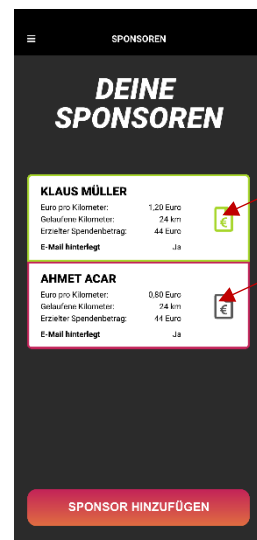 SPONSOREN
DEINE
SPONSOREN
KLAUS MÜLLER
Euro pro Kilometer: 1,20 Euro
Gelaufene Kilometer: 24 km
Erzielter Spendenbetrag: 44 Euro
E-Mail hinterlegt Ja
€
AHMET ACAR
Euro pro Kilometer: 0,80 Euro
Gelaufene Kilometer: 24 km
Erzielter Spendenbetrag: 44 Euro
E-Mail hinterlegt Ja
€
SPONSOR HINZUFÜGEN